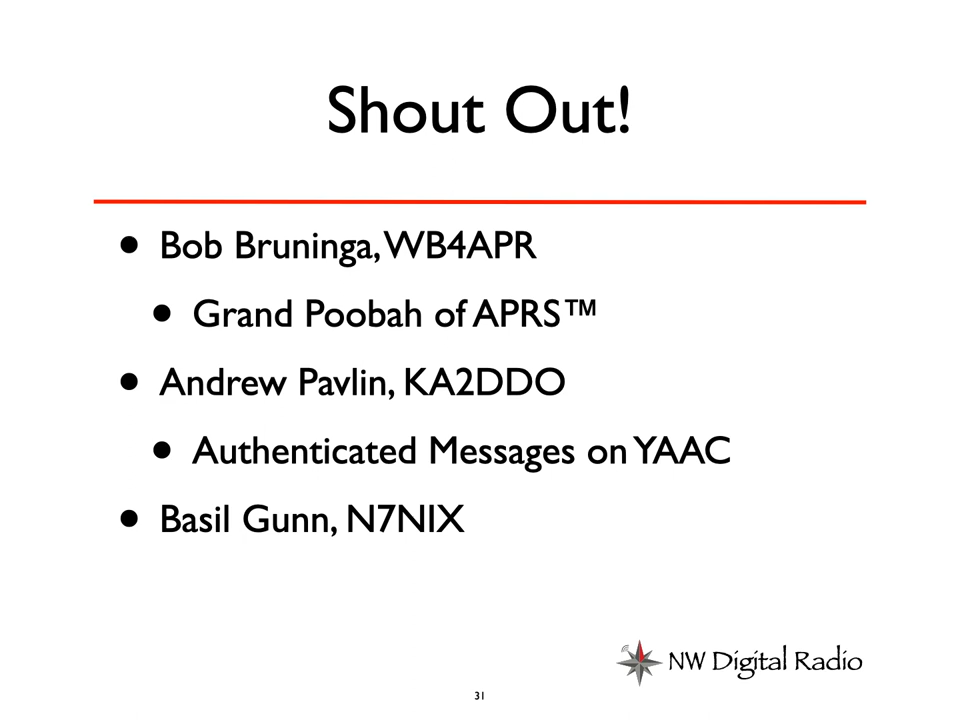 Shout Out!
• Bob Bruninga, WB4APR
• Grand Poobah of APRS™
• Andrew Pavlin, KA2DDO
• Authenticated Messages on YAAC
• Basil Gunn, N7NIX
NW Digital Radio
31